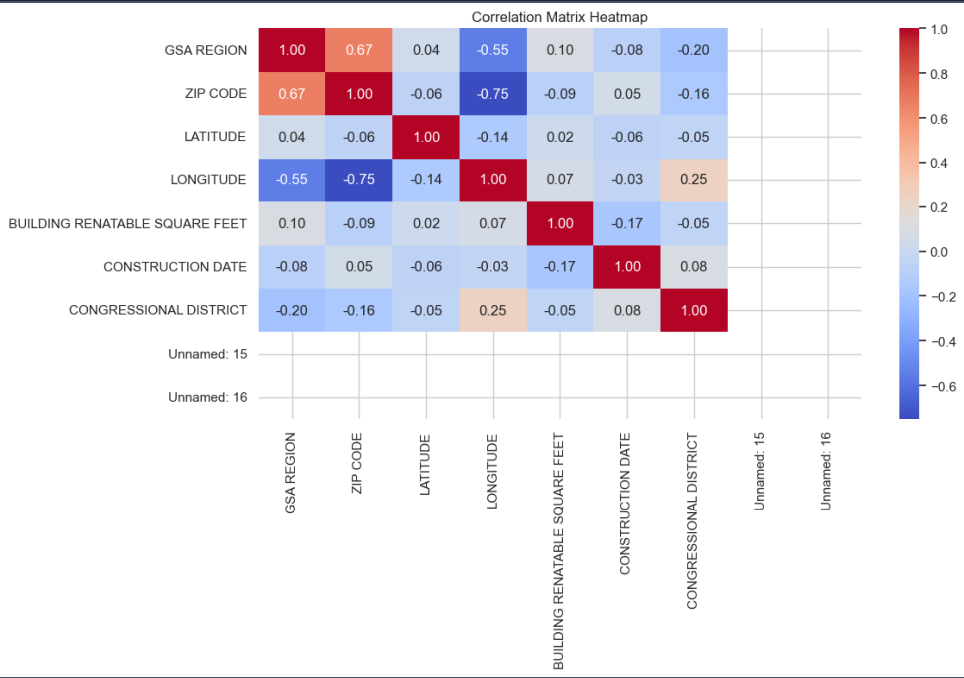 Correlation Matrix Heatmap
GSA REGION 1.00 0.67 0.04 -0.55 0.10 -0.08 -0.20
ZIP CODE 0.67 1.00 -0.06 -0.75 -0.09 0.05 -0.16
LATITUDE 0.04 -0.06 1.00 -0.14 0.02 -0.06 -0.05
LONGITUDE -0.55 -0.75 -0.14 1.00 0.07 -0.03 0.25
BUILDING RENATABLE SQUARE FEET 0.10 -0.09 0.02 0.07 1.00 -0.17 -0.05
CONSTRUCTION DATE -0.08 0.05 -0.06 -0.03 -0.17 1.00 0.08
CONGRESSIONAL DISTRICT -0.20 -0.16 -0.05 0.25 -0.05 0.08 1.00
Unnamed: 15
Unnamed: 16
GSA REGION
ZIP CODE
LATITUDE
LONGITUDE
BUILDING RENATABLE SQUARE FEET
CONSTRUCTION DATE
CONGRESSIONAL DISTRICT
Unnamed: 15
Unnamed: 16
1.0
0.8
0.6
0.4
0.2
0.0
−0.2
−0.4
−0.6